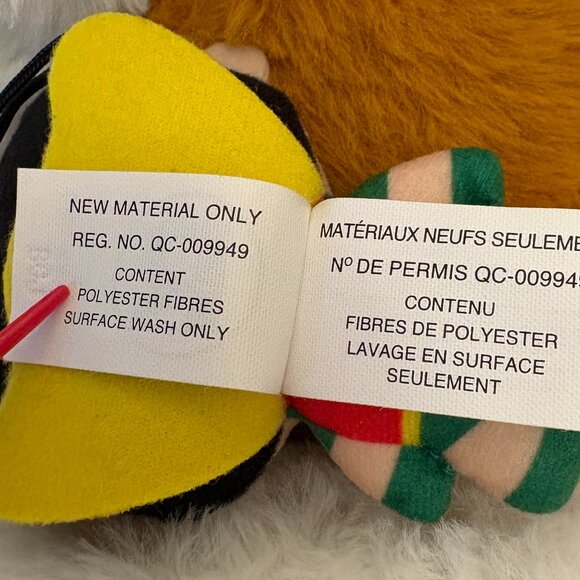 NEW MATERIAL ONLY
REG. NO. QC-009949
CONTENT
POLYESTER FIBRES
SURFACE WASH ONLY
MATÉRIAUX NEUFS SEULEME
Nº DE PERMIS QC-009949
CONTENU
FIBRES DE POLYESTER
LAVAGE EN SURFACE
SEULEMENT